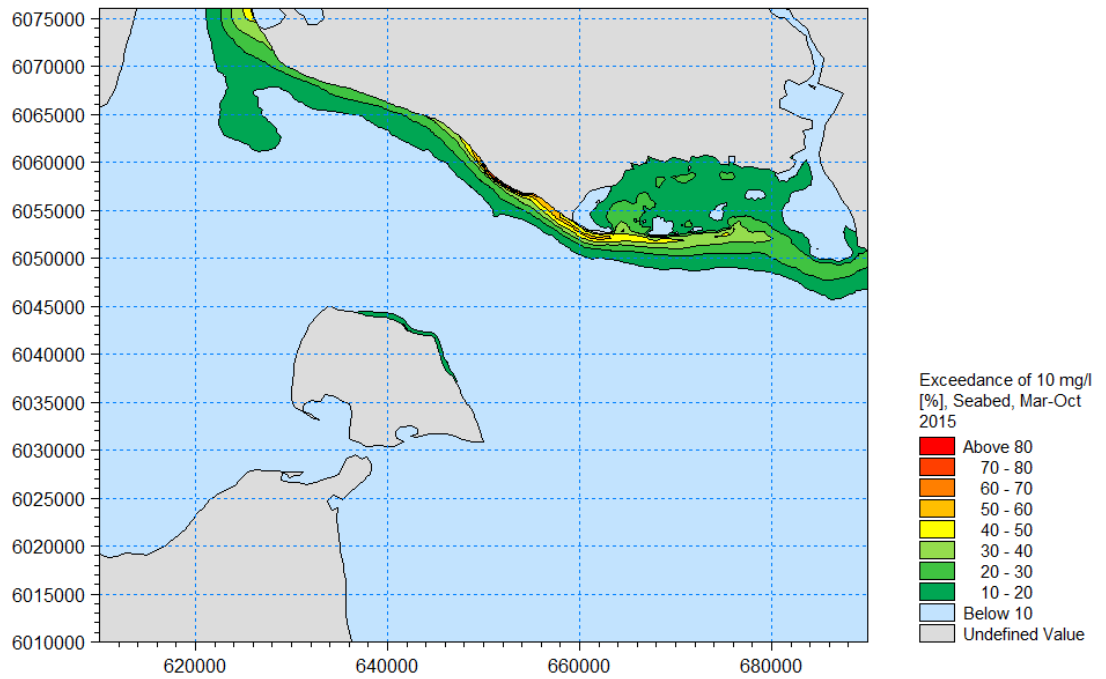 6075000
6070000
6065000
6060000
6055000
6050000
6045000
6040000
6035000
6030000
6025000
6020000
6015000
6010000
620000 640000 660000 680000
Exceedance of 10 mg/l
[%], Seabed, Mar-Oct
2015
Above 80
70 - 80
60 - 70
50 - 60
40 - 50
30 - 40
20 - 30
10 - 20
Below 10
Undefined Value